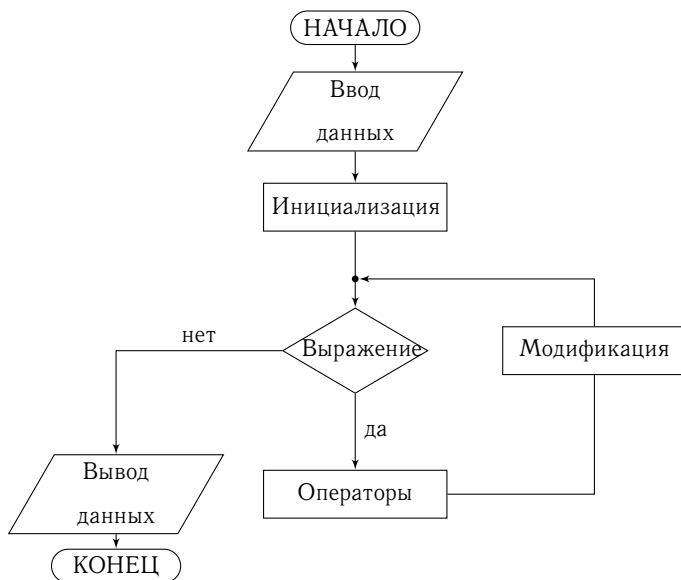 НАЧАЛО
Ввод
данных
Инициализация
нет
Выражение
Модификация
да
Вывод
данных
Операторы
КОНЕЦ